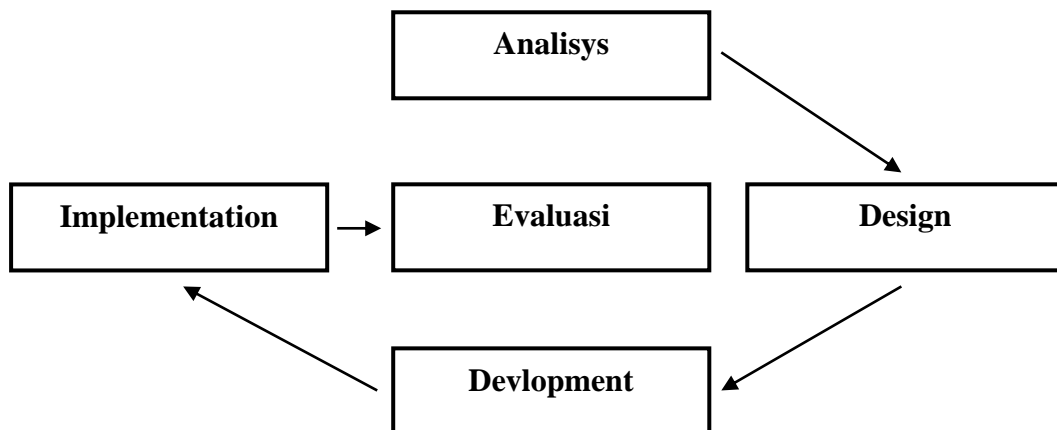 Analisys
Implementation
Evaluasi
Design
Devlopment